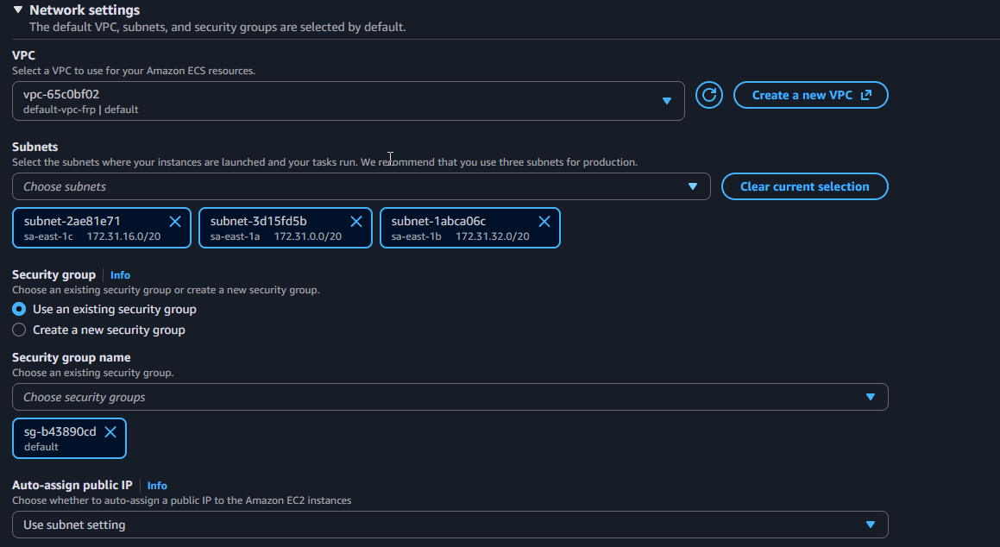 Network settings
The default VPC, subnets, and security groups are selected by default.
VPC
Select a VPC to use for your Amazon ECS resources.
vpc-65c0bf02
default-vpc-frp | default
Create a new VPC
Subnets
Select the subnets where your instances are launched and your tasks run. We recommend that you use three subnets for production.
Choose subnets
Clear current selection
subnet-2ae81e71
sa-east-1c 172.31.16.0/20
subnet-3d15fd5b
sa-east-1a 172.31.0.0/20
subnet-1abca06c
sa-east-1b 172.31.32.0/20
Security group | Info
Choose an existing security group or create a new security group.
Use an existing security group
Create a new security group
Security group name
Choose an existing security group.
Choose security groups
sg-b43890cd
default
Auto-assign public IP | Info
Choose whether to auto-assign a public IP to the Amazon EC2 instances
Use subnet setting